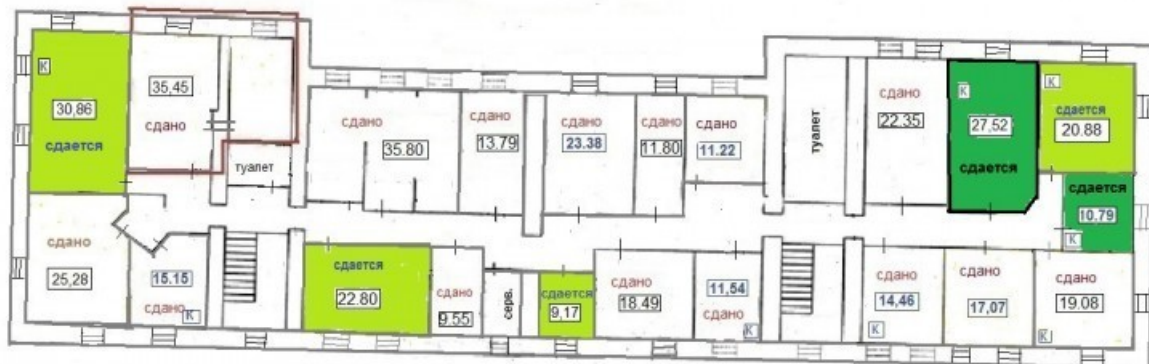 К
30,86
сдается
35,45
сдано
туалет
сдано
35.80
сдано
13.79
сдано
23.38
сдано
11.80
сдано
11.22
туалет
сдано
22.35
К
27,52
сдается
К
сдается
20.88
сдается
10.79
К
сдано
25,28
15.15
сдано
К
сдается
22.80
сдано
9.55
серв.
сдается
9,17
сдано
18.49
11,54
сдано
К
сдано
14,46
К
сдано
17,07
сдано
19.08
К